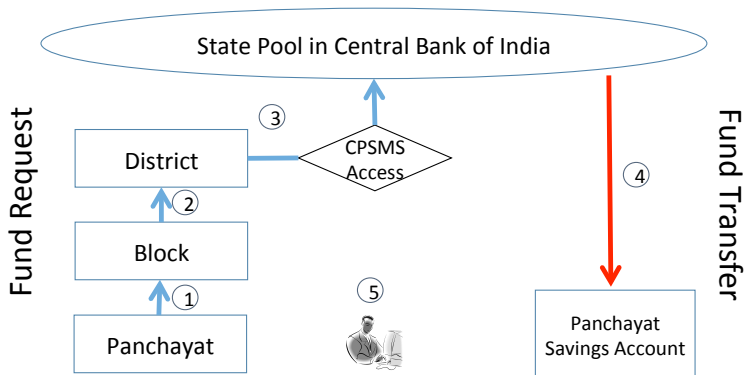 State Pool in Central Bank of India
Fund Request
3
District
CPSMS
Access
Fund Transfer
4
2
Block
1
5
Panchayat
Panchayat
Savings Account